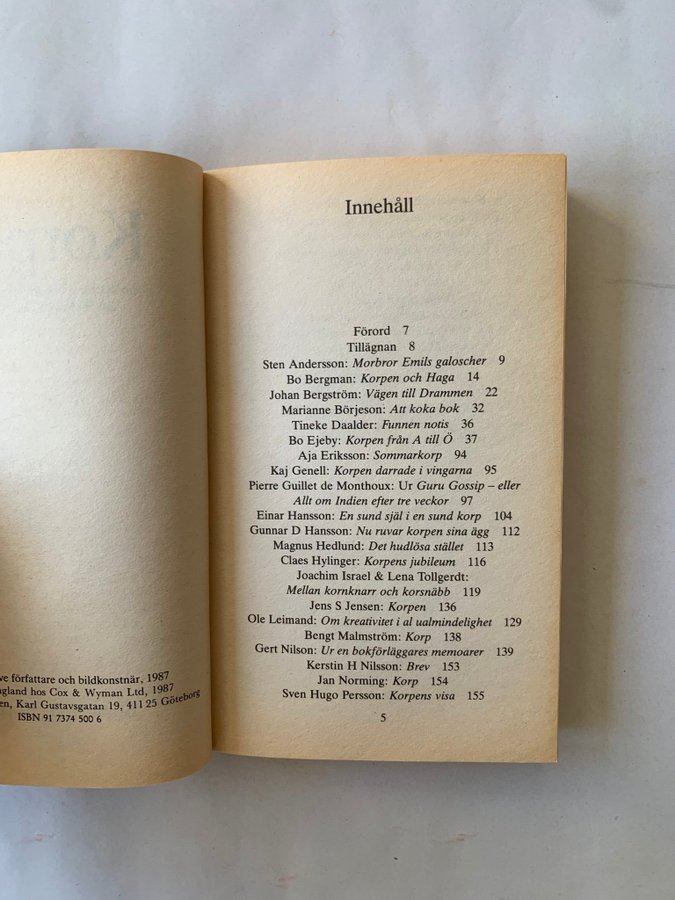 ve författare och bildkonstnär, 1987
ngland hos Cox & Wyman Ltd, 1987
en, Karl Gustavsgatan 19, 411 25 Göteborg
ISBN 91 7374 500 6
Innehåll
Förord 7
Tillägnan 8
Sten Andersson: Morbror Emils galoscher 9
Bo Bergman: Korpen och Haga 14
Johan Bergström: Vägen till Drammen 22
Marianne Börjeson: Att koka bok 32
Tineke Daalder: Funnen notis 36
Bo Ejeby: Korpen från A till Ö 37
Aja Eriksson: Sommarkorp 94
Kaj Genell: Korpen darrade i vingarna 95
Pierre Guillet de Monthoux: Ur Guru Gossip – eller
Allt om Indien efter tre veckor 97
Einar Hansson: En sund själ i en sund korp 104
Gunnar D Hansson: Nu ruvar korpen sina ägg 112
Magnus Hedlund: Det hudlösa stället 113
Claes Hylinger: Korpens jubileum 116
Joachim Israel & Lena Tollgerdt:
Mellan kornknarr och korsnäbb 119
Jens S Jensen: Korpen 136
Ole Leimand: Om kreativitet i al ualmindelighet 129
Bengt Malmström: Korp 138
Gert Nilson: Ur en bokförläggares memoarer 139
Kerstin H Nilsson: Brev 153
Jan Norming: Korp 154
Sven Hugo Persson: Korpens visa 155
5